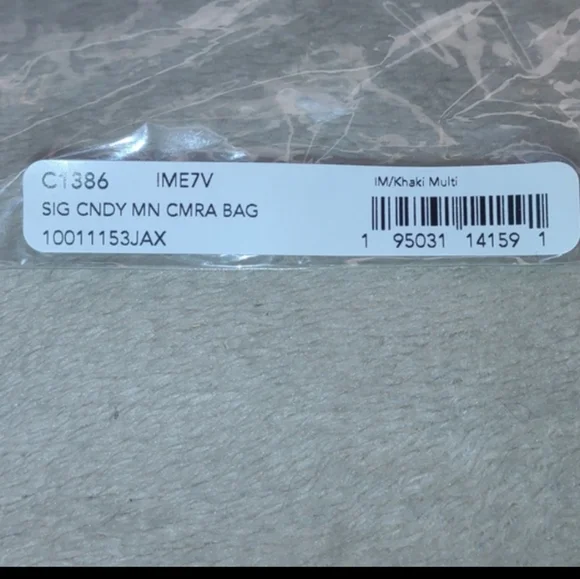 C1386 IME7V
SIG CNDY MN CMRA BAG
10011153JAX
IM/Khaki Multi
1 95031 14159 1